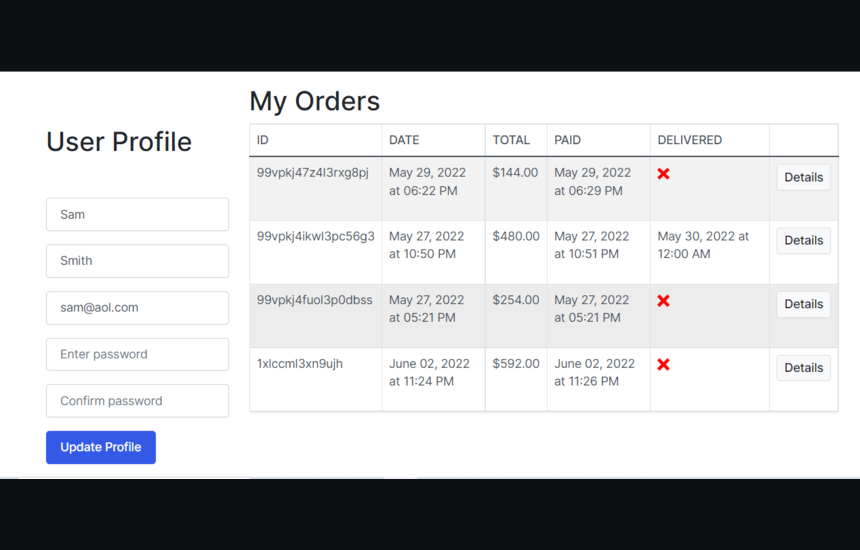 User Profile
Sam
Smith
sam@aol.com
Enter password
Confirm password
Update Profile
My Orders
ID DATE TOTAL PAID DELIVERED
99vpkj47z4l3rxg8pj May 29, 2022 at 06:22 PM $144.00 May 29, 2022 at 06:29 PM ❌ Details
99vpkj4ikwl3pc56g3 May 27, 2022 at 10:50 PM $480.00 May 27, 2022 at 10:51 PM May 30, 2022 at 12:00 AM Details
99vpkj4fuol3p0dbss May 27, 2022 at 05:21 PM $254.00 May 27, 2022 at 05:21 PM ❌ Details
1xlccml3xn9ujh June 02, 2022 at 11:24 PM $592.00 June 02, 2022 at 11:26 PM ❌ Details